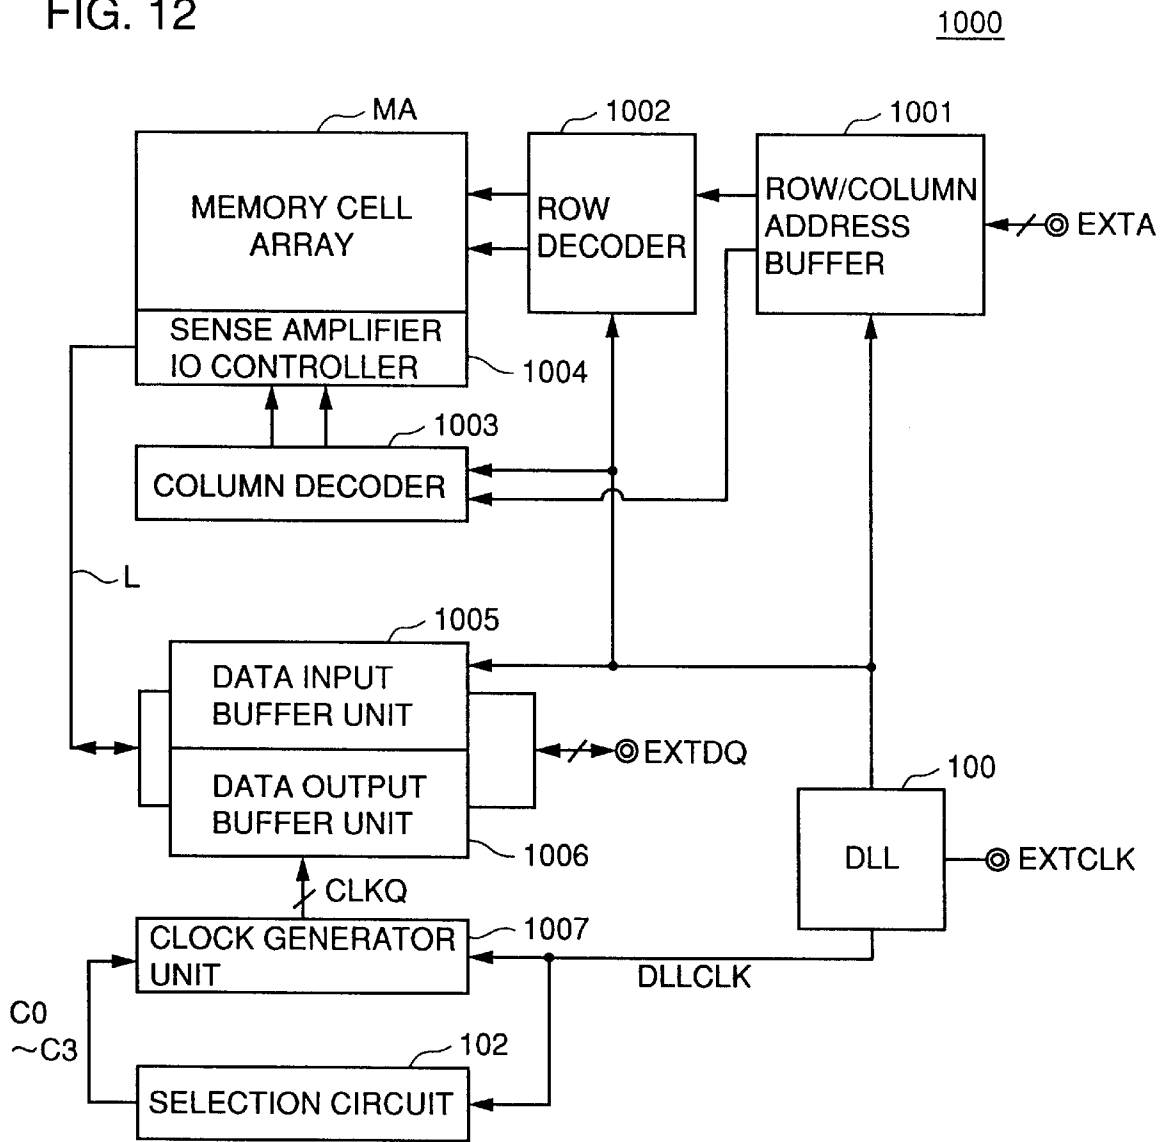 FIG. 12
1000
MA
1002
1001
MEMORY CELL
ARRAY
ROW
DECODER
ROW/COLUMN
ADDRESS
BUFFER
EXTA
SENSE AMPLIFIER
IO CONTROLLER
1004
1003
COLUMN DECODER
L
1005
DATA INPUT
BUFFER UNIT
EXTDQ
DATA OUTPUT
BUFFER UNIT
1006
100
DLL
EXTCLK
CLKQ
1007
CLOCK GENERATOR
UNIT
DLLCLK
C0
~C3
102
SELECTION CIRCUIT